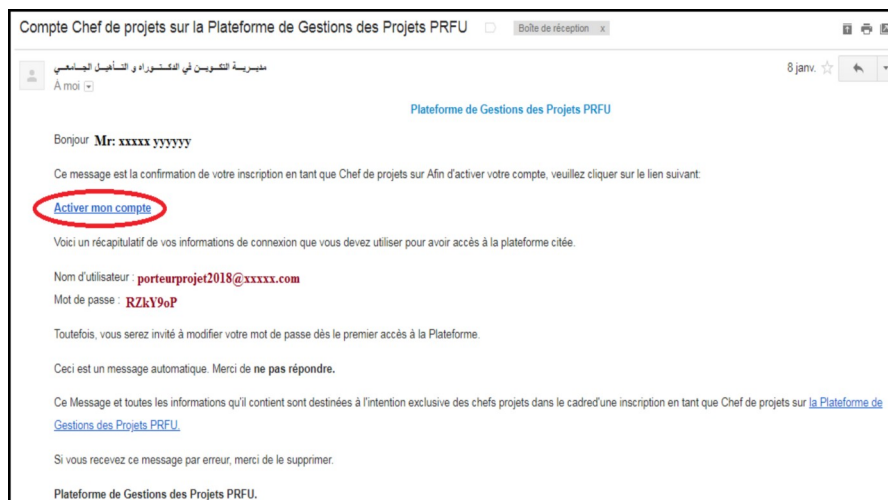 Compte Chef de projets sur la Plateforme de Gestions des Projets PRFU Boîte de réception x
مديـريـــة التكـويـن في الدكـتــوراه و التــأهيــل الجــامعــي 8 janv.
À moi
Plateforme de Gestions des Projets PRFU
Bonjour Mr: xxxxx yyyyyy
Ce message est la confirmation de votre inscription en tant que Chef de projets sur Afin d'activer votre compte, veuillez cliquer sur le lien suivant:
Activer mon compte
Voici un récapitulatif de vos informations de connexion que vous devez utiliser pour avoir accès à la plateforme citée.
Nom d'utilisateur : porteurprojet2018@xxxxx.com
Mot de passe : RZkY9oP
Toutefois, vous serez invité à modifier votre mot de passe dès le premier accès à la Plateforme.
Ceci est un message automatique. Merci de ne pas répondre.
Ce Message et toutes les informations qu'il contient sont destinées à l'intention exclusive des chefs projets dans le cadred'une inscription en tant que Chef de projets sur la Plateforme de
Gestions des Projets PRFU.
Si vous recevez ce message par erreur, merci de le supprimer.
Plateforme de Gestions des Projets PRFU.